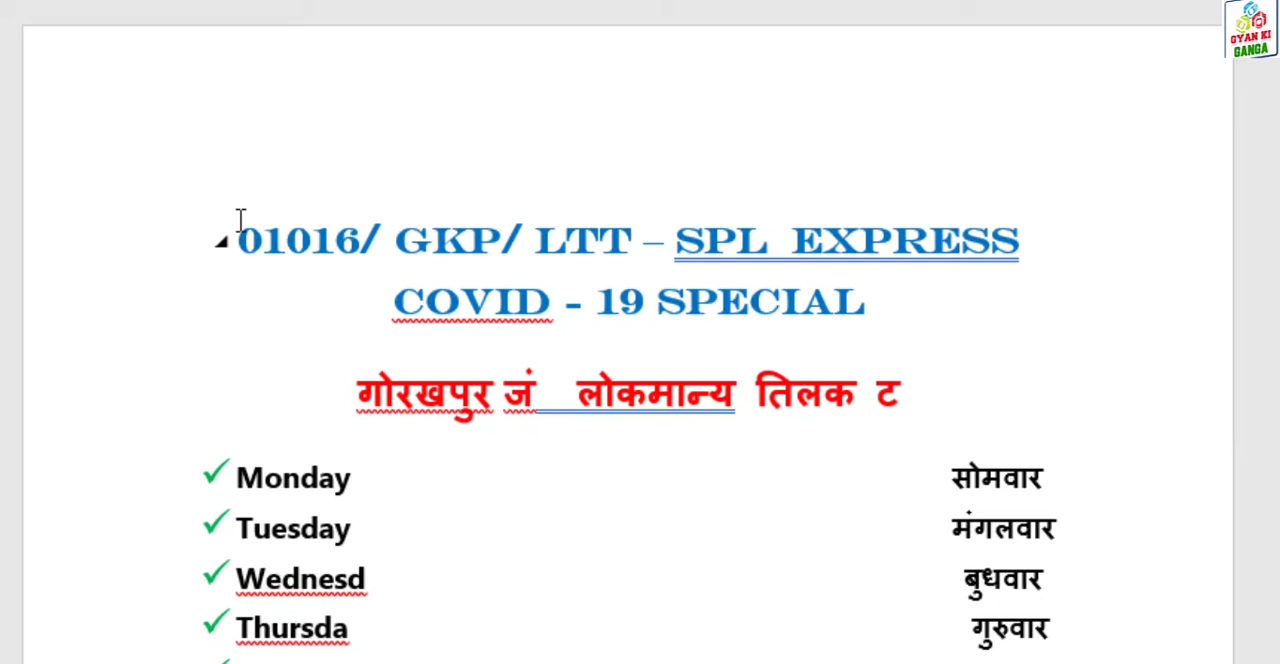 GYAN KI
GANGA
01016/ GKP/ LTT – SPL EXPRESS
COVID - 19 SPECIAL
गोरखपुर जं लोकमान्य तिलक ट
Monday सोमवार
Tuesday मंगलवार
Wednesd बुधवार
Thursda गुरुवार